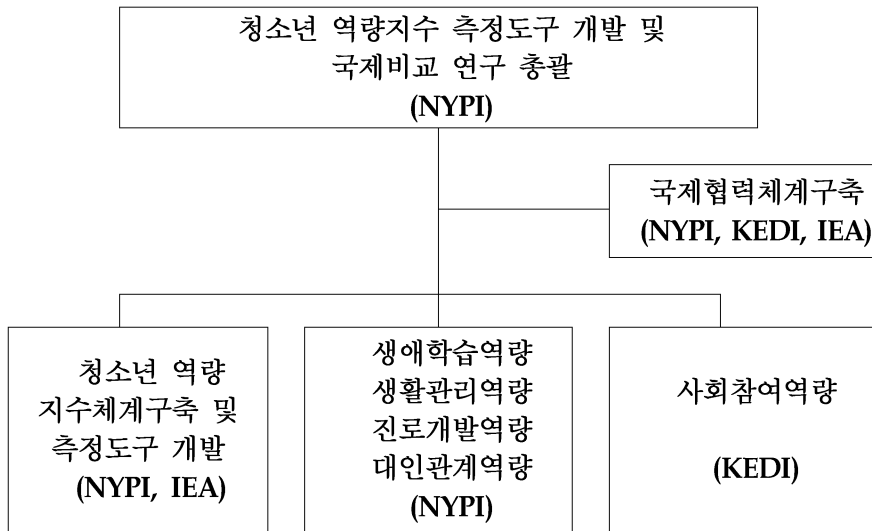 청소년 역량지수 측정도구 개발 및
국제비교 연구 총괄
(NYPI)
국제협력체계구축
(NYPI, KEDI, IEA)
청소년 역량
지수체계구축 및
측정도구 개발
(NYPI, IEA)
생애학습역량
생활관리역량
진로개발역량
대인관계역량
(NYPI)
사회참여역량
(KEDI)